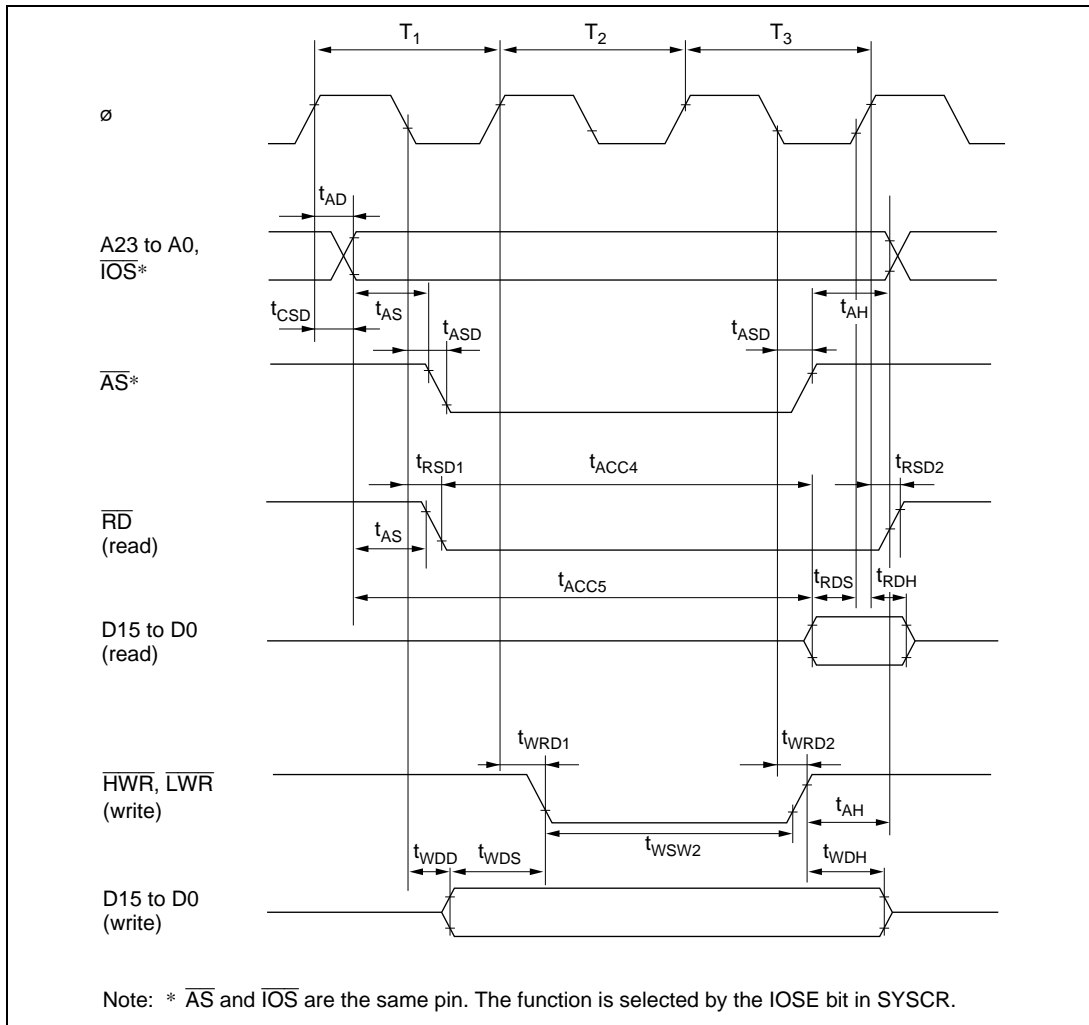 T1 T2 T3
ø
tAD
A23 to A0,
IOS*
tCSD tAS tAH
tASD tASD
AS*
tRSD1 tACC4 tRSD2
RD
(read)
tAS
tACC5 tRDS tRDH
D15 to D0
(read)
tWRD1 tWRD2
HWR, LWR
(write)
tAH
tWSW2
tWDD tWDS tWDH
D15 to D0
(write)
Note: * AS and IOS are the same pin. The function is selected by the IOSE bit in SYSCR.